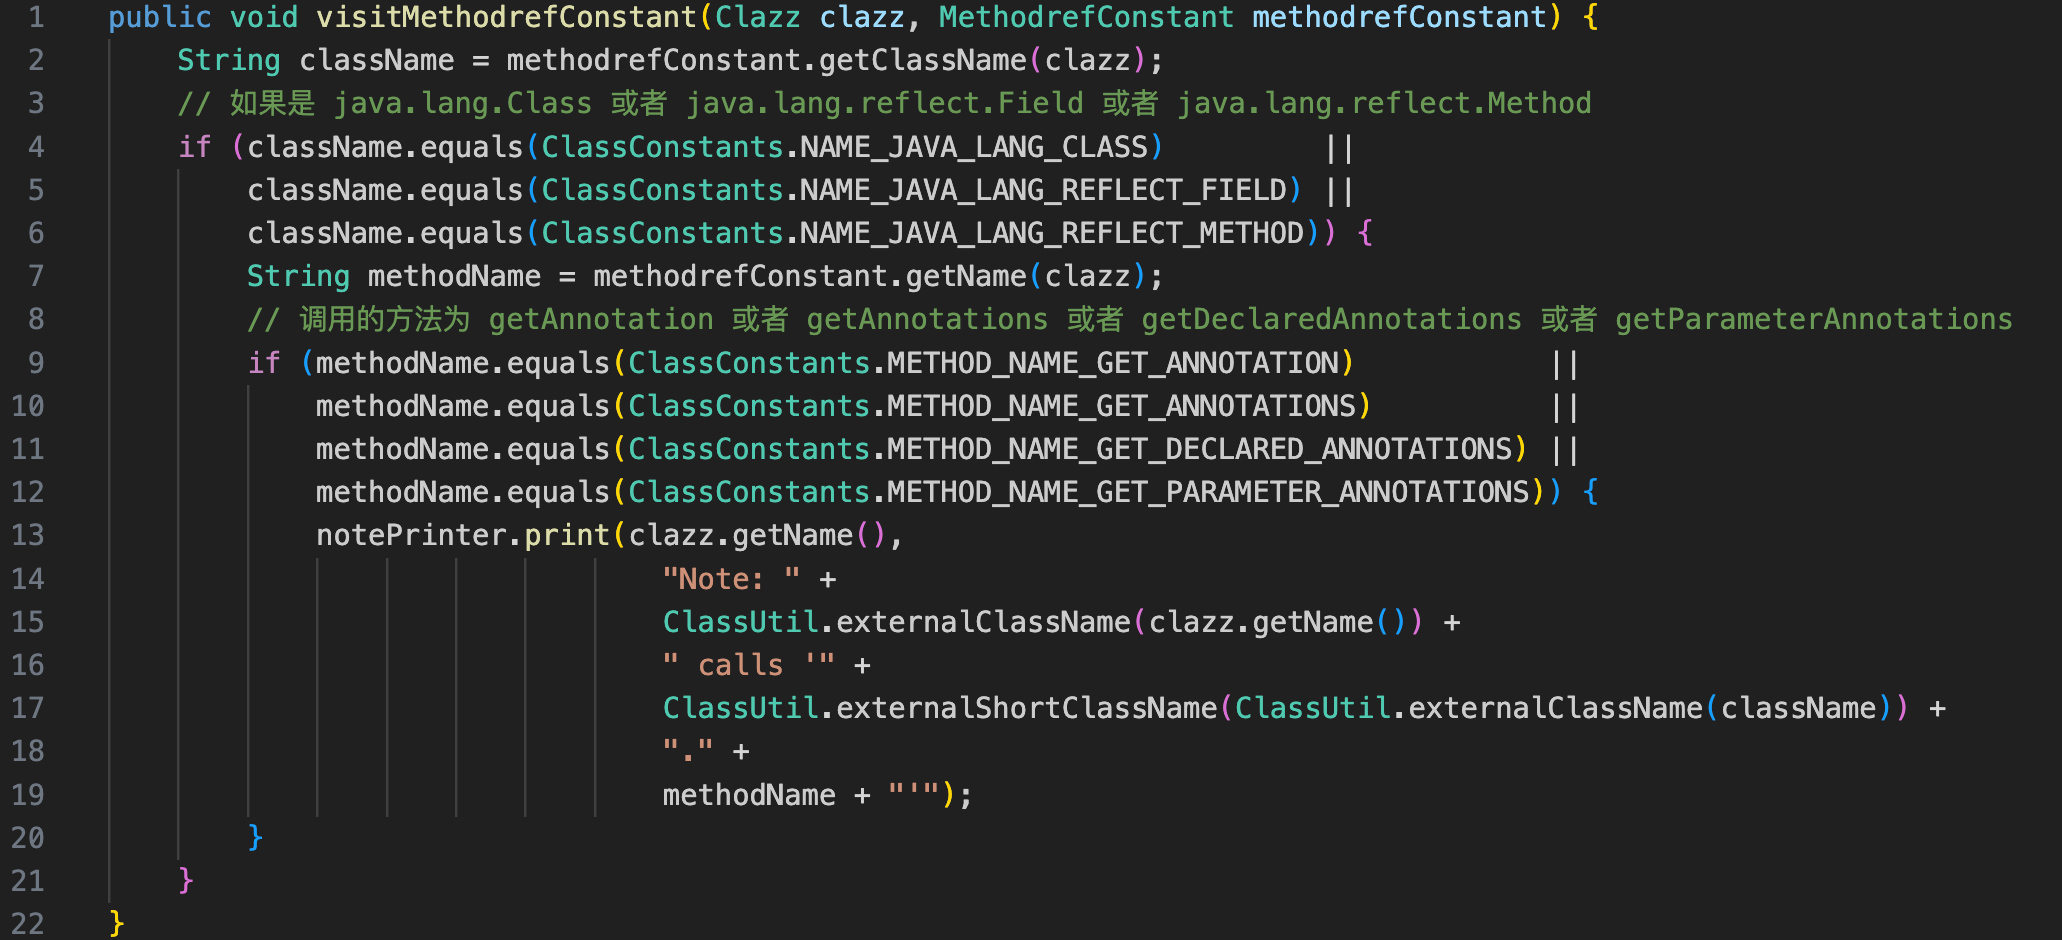 1 public void visitMethodrefConstant(Clazz clazz, MethodrefConstant methodrefConstant) {
2 String className = methodrefConstant.getClassName(clazz);
3 // 如果是 java.lang.Class 或者 java.lang.reflect.Field 或者 java.lang.reflect.Method
4 if (className.equals(ClassConstants.NAME_JAVA_LANG_CLASS) ||
5 className.equals(ClassConstants.NAME_JAVA_LANG_REFLECT_FIELD) ||
6 className.equals(ClassConstants.NAME_JAVA_LANG_REFLECT_METHOD)) {
7 String methodName = methodrefConstant.getName(clazz);
8 // 调用的方法为 getAnnotation 或者 getAnnotations 或者 getDeclaredAnnotations 或者 getParameterAnnotations
9 if (methodName.equals(ClassConstants.METHOD_NAME_GET_ANNOTATION) ||
10 methodName.equals(ClassConstants.METHOD_NAME_GET_ANNOTATIONS) ||
11 methodName.equals(ClassConstants.METHOD_NAME_GET_DECLARED_ANNOTATIONS) ||
12 methodName.equals(ClassConstants.METHOD_NAME_GET_PARAMETER_ANNOTATIONS)) {
13 notePrinter.print(clazz.getName(),
14 "Note: " +
15 ClassUtil.externalClassName(clazz.getName()) +
16 " calls '" +
17 ClassUtil.externalShortClassName(ClassUtil.externalClassName(className)) +
18 "." +
19 methodName + "'");
20 }
21 }
22 }